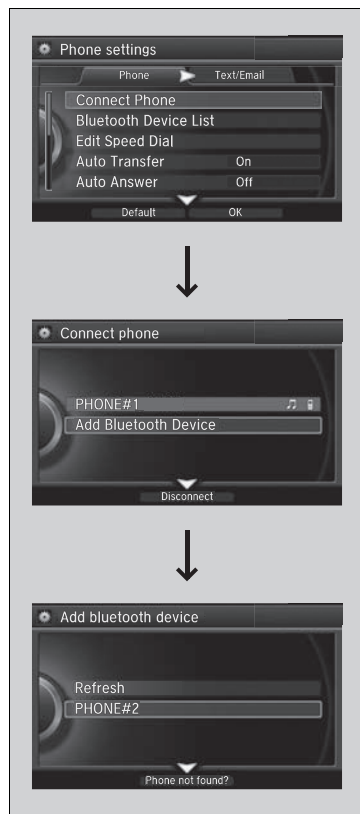 Phone settings
Phone Text/Email
Connect Phone
Bluetooth Device List
Edit Speed Dial
Auto Transfer On
Auto Answer Off
Default OK
Connect phone
PHONE#1
Add Bluetooth Device
Disconnect
Add bluetooth device
Refresh
PHONE#2
Phone not found?